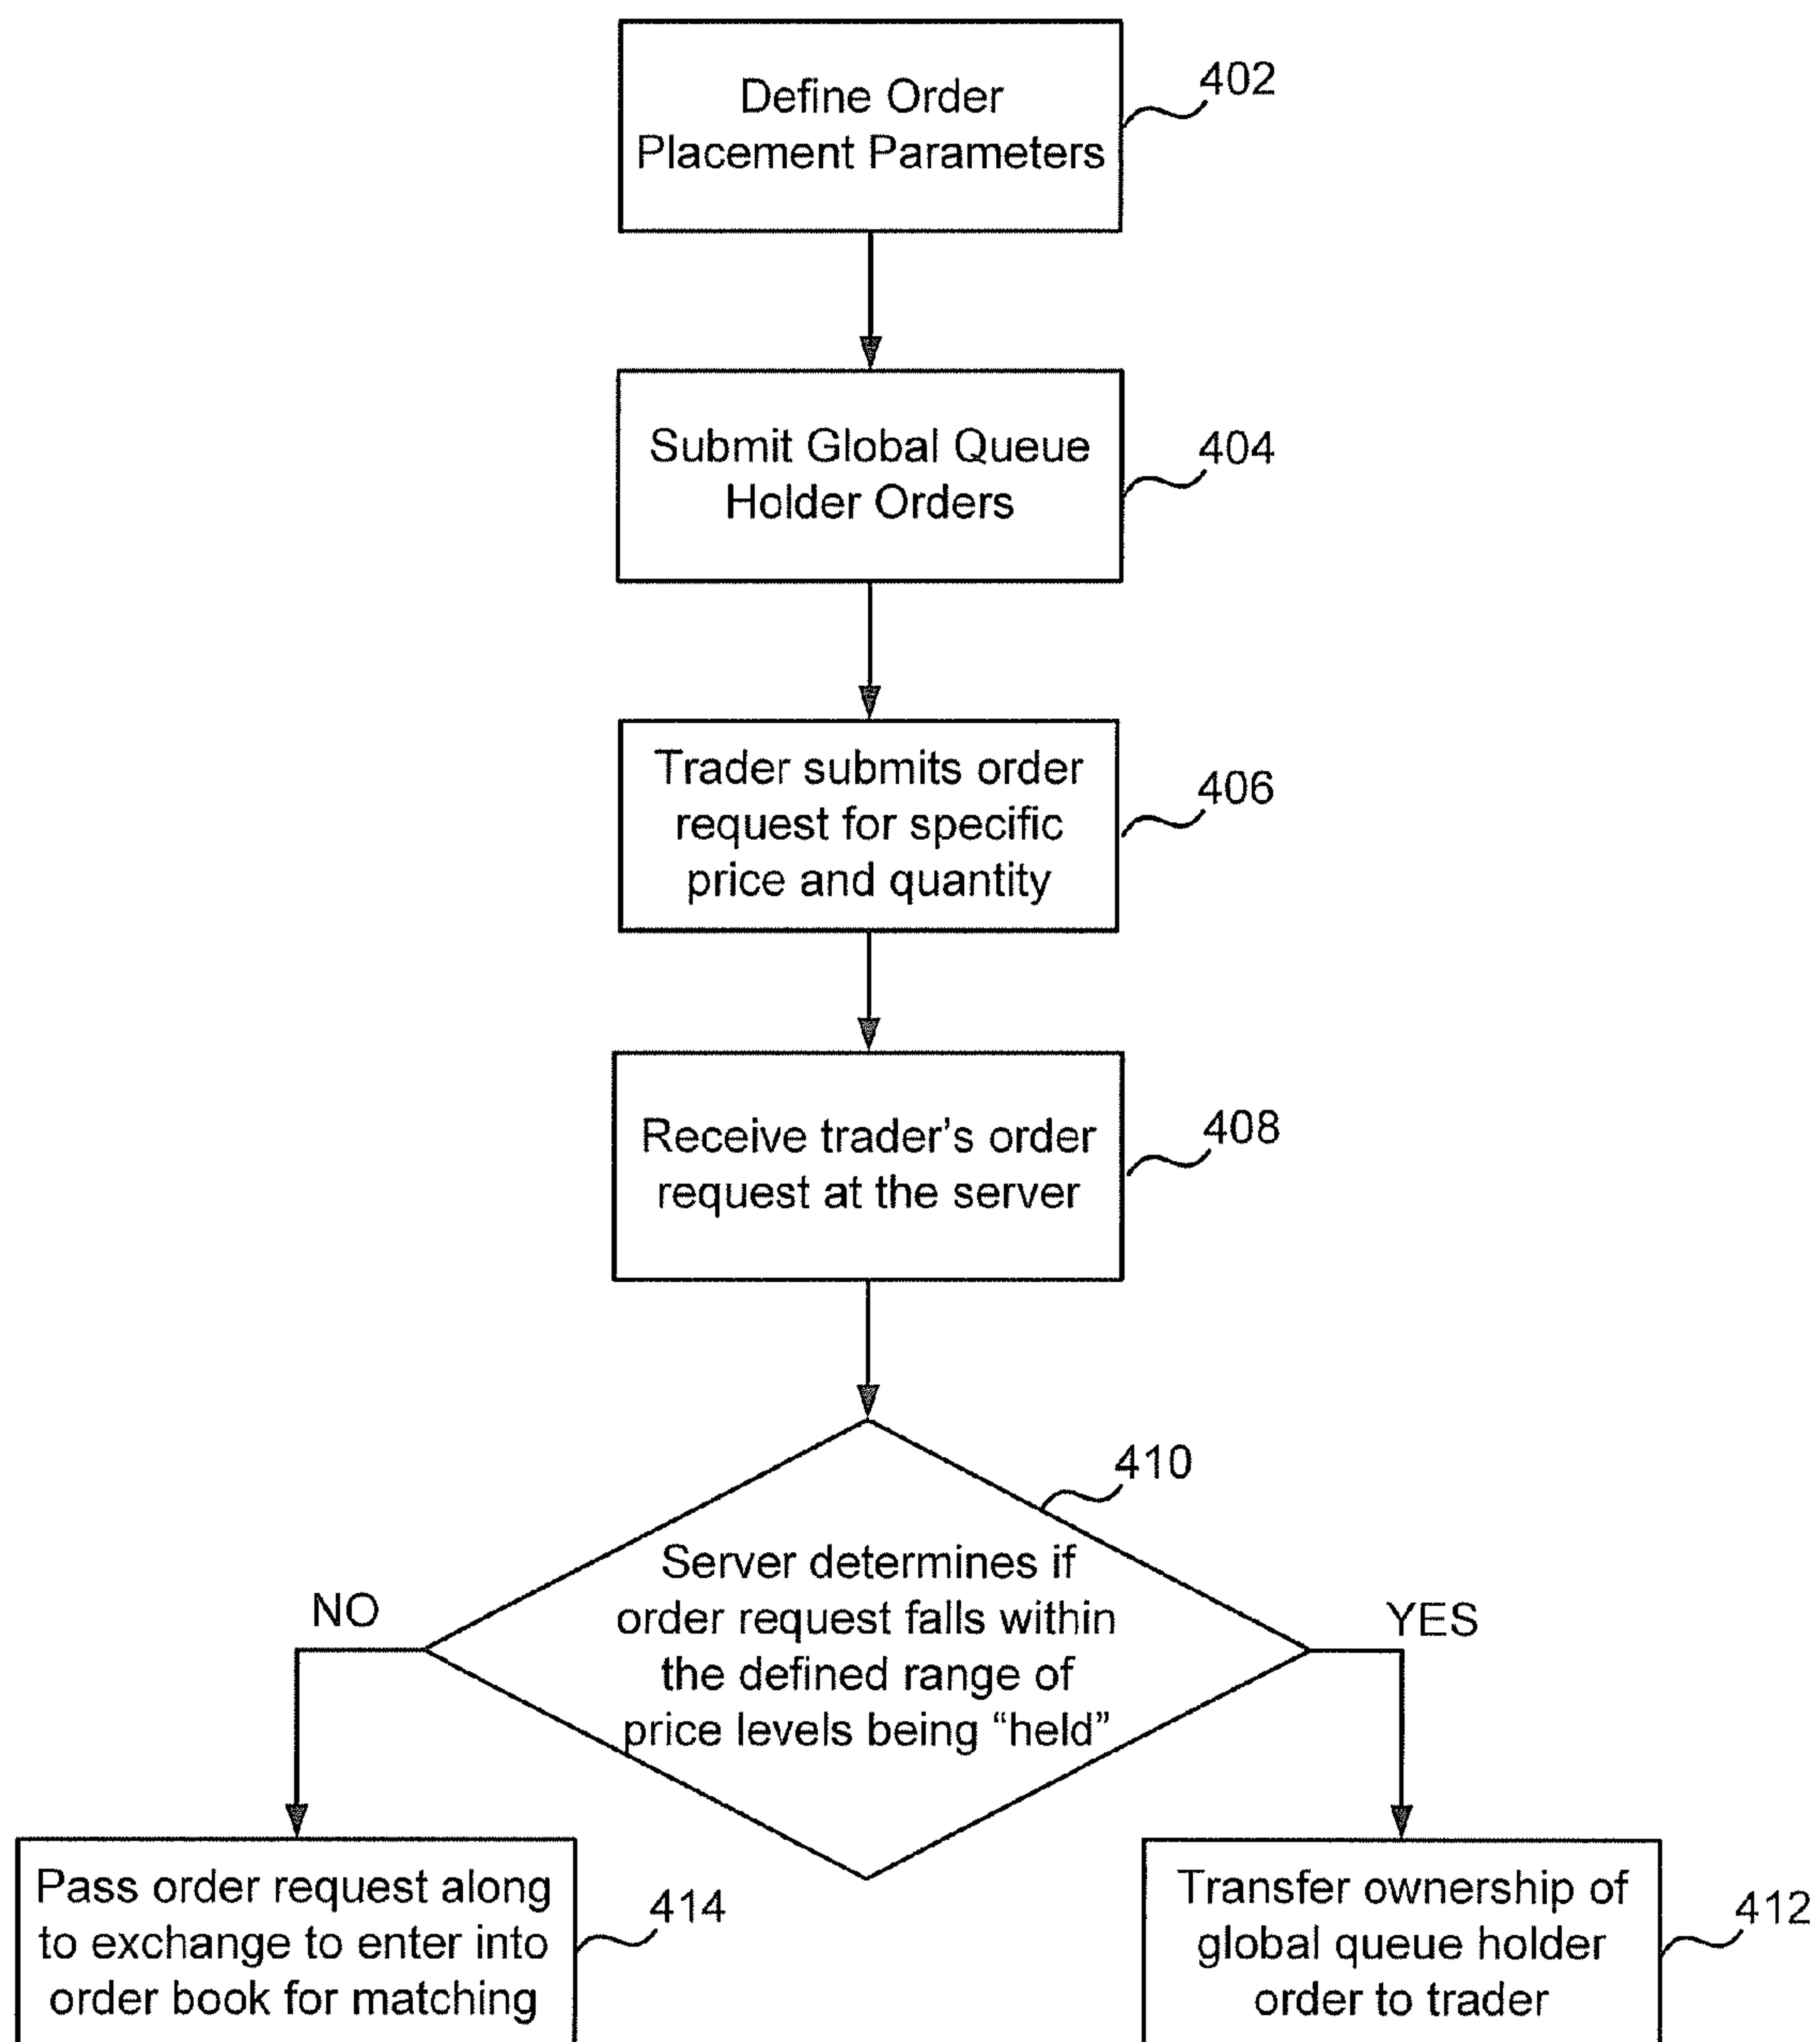 Define Order
Placement Parameters
402
Submit Global Queue
Holder Orders
404
Trader submits order
request for specific
price and quantity
406
Receive trader’s order
request at the server
408
410
Server determines if
order request falls within
the defined range of
price levels being “held”
NO
YES
Pass order request along
to exchange to enter into
order book for matching
414
Transfer ownership of
global queue holder
order to trader
412